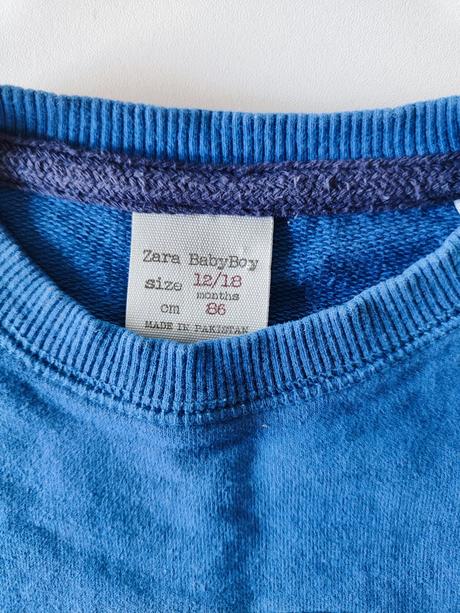 Zara BabyBoy
size 12/18
months
cm 86
MADE IN PAKISTAN